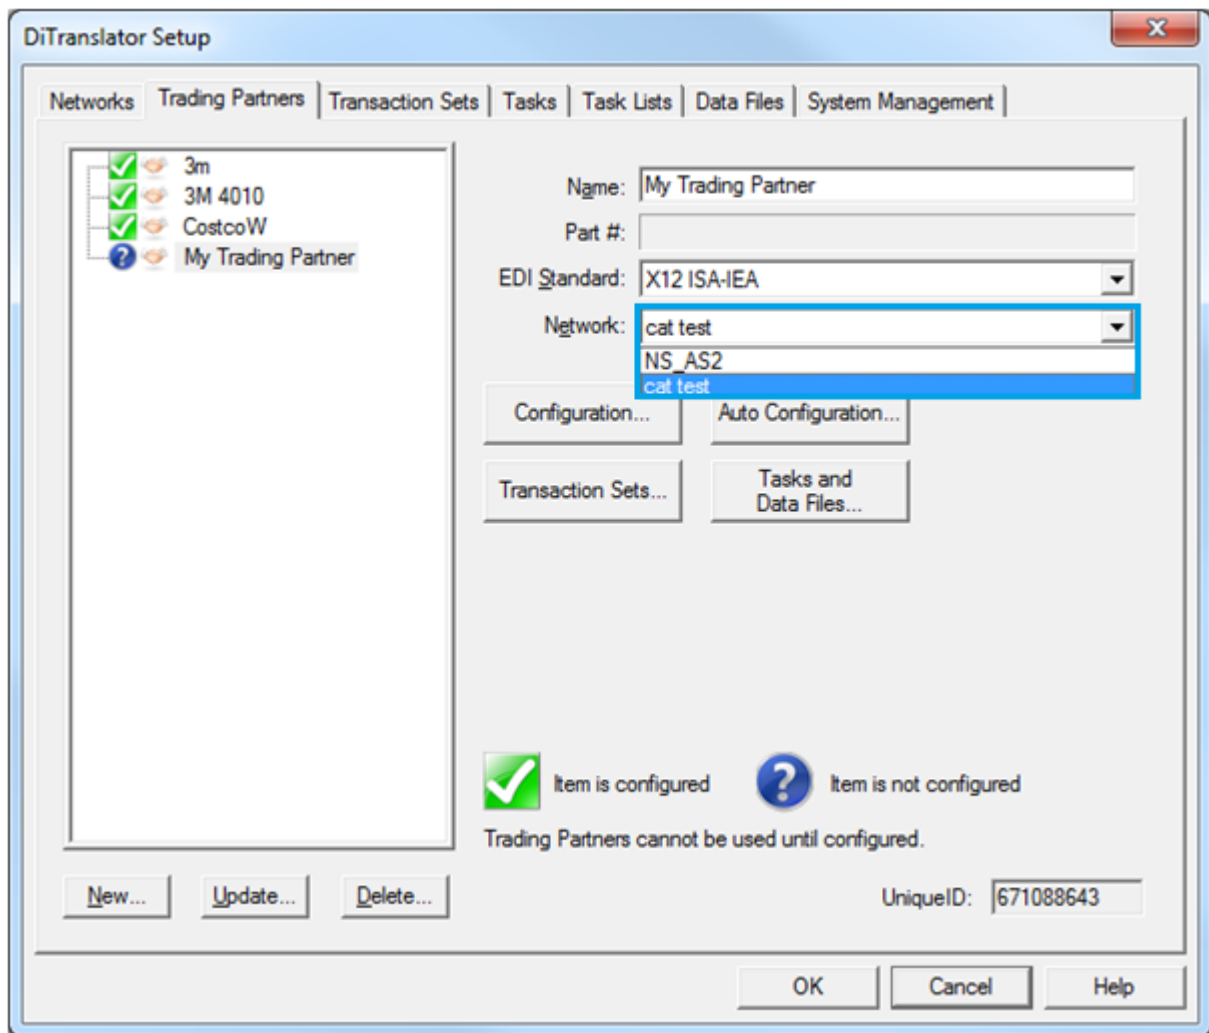 DiTranslator Setup
Networks Trading Partners Transaction Sets Tasks Task Lists Data Files System Management
3m
3M 4010
CostcoW
My Trading Partner
Name: My Trading Partner
Part #:
EDI Standard: X12 ISA-IEA
Network: cat test
NS_AS2
cat test
Configuration... Auto Configuration...
Transaction Sets... Tasks and
Data Files...
Item is configured Item is not configured
Trading Partners cannot be used until configured.
New... Update... Delete... UniqueID: 671088643
OK Cancel Help